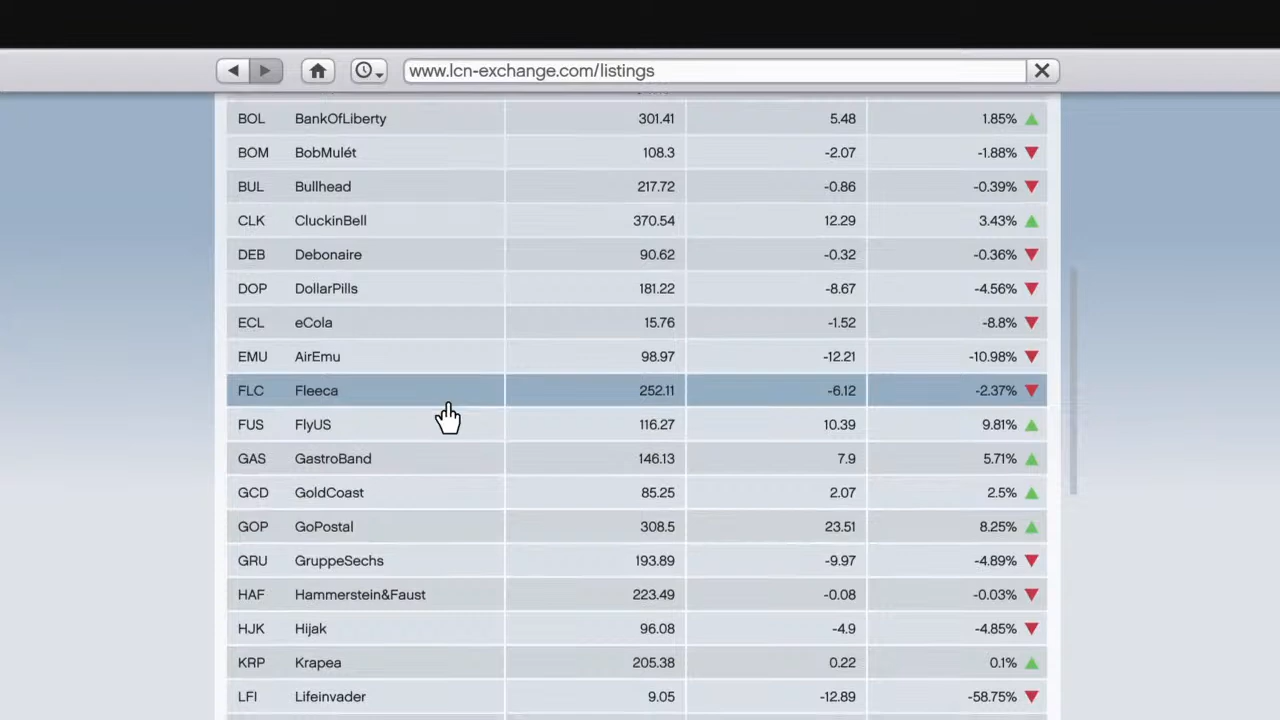 www.lcn-exchange.com/listings
BOL BankOfLiberty 301.41 5.48 1.85%
BOM BobMulét 108.3 -2.07 -1.88%
BUL Bullhead 217.72 -0.86 -0.39%
CLK CluckinBell 370.54 12.29 3.43%
DEB Debonaire 90.62 -0.32 -0.36%
DOP DollarPills 181.22 -8.67 -4.56%
ECL eCola 15.76 -1.52 -8.8%
EMU AirEmu 98.97 -12.21 -10.98%
FLC Fleeca 252.11 -6.12 -2.37%
FUS FlyUS 116.27 10.39 9.81%
GAS GastroBand 146.13 7.9 5.71%
GCD GoldCoast 85.25 2.07 2.5%
GOP GoPostal 308.5 23.51 8.25%
GRU GruppeSechs 193.89 -9.97 -4.89%
HAF Hammerstein&Faust 223.49 -0.08 -0.03%
HJK Hijak 96.08 -4.9 -4.85%
KRP Krapea 205.38 0.22 0.1%
LFI Lifeinvader 9.05 -12.89 -58.75%